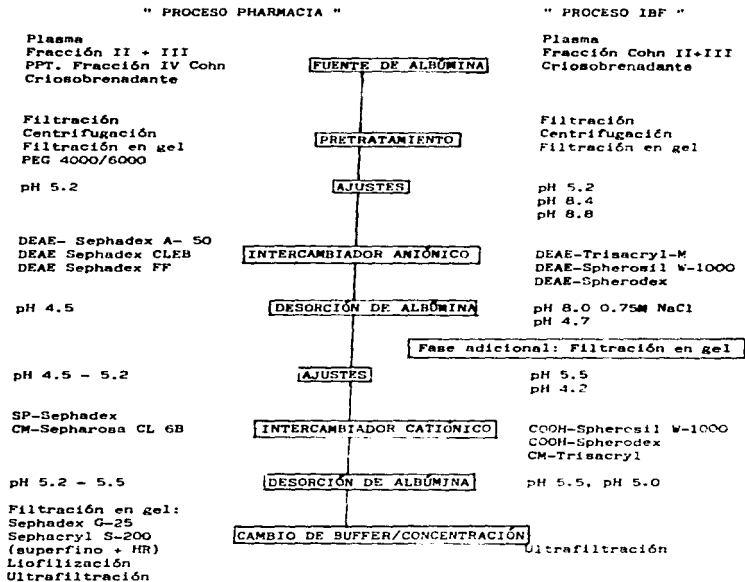 " PROCESO PHARMACIA "
" PROCESO IBF "
Plasma
Fracción II + III
PPT. Fracción IV Cohn
Criosobrenadante
FUENTE DE ALBÚMINA
Plasma
Fracción Cohn II+III
Criosobrenadante
Filtración
Centrifugación
Filtración en gel
PEG 4000/6000
PRETRATAMIENTO
Filtración
Centrifugación
Filtración en gel
pH 5.2
AJUSTES
pH 5.2
pH 8.4
pH 8.8
DEAE- Sephadex A- 50
DEAE Sephadex CLEB
DEAE Sephadex FF
INTERCAMBIADOR ANIÓNICO
DEAE-Trisacryl-M
DEAE-Spherosil W-1000
DEAE-Spherodex
pH 4.5
DESORCIÓN DE ALBÚMINA
pH 8.0 0.75M NaCl
pH 4.7
Fase adicional: Filtración en gel
pH 4.5 - 5.2
AJUSTES
pH 5.5
pH 4.2
SP-Sephadex
CM-Sepharosa CL 6B
INTERCAMBIADOR CATIÓNICO
COOH-Spherosil W-1000
COOH-Spherodex
CM-Trisacryl
pH 5.2 - 5.5
DESORCIÓN DE ALBÚMINA
pH 5.5, pH 5.0
Filtración en gel:
Sephadex G-25
Sephacryl S-200
(superfino + HR)
Liofilización
Ultrafiltración
CAMBIO DE BUFFER/CONCENTRACIÓN
Ultrafiltración